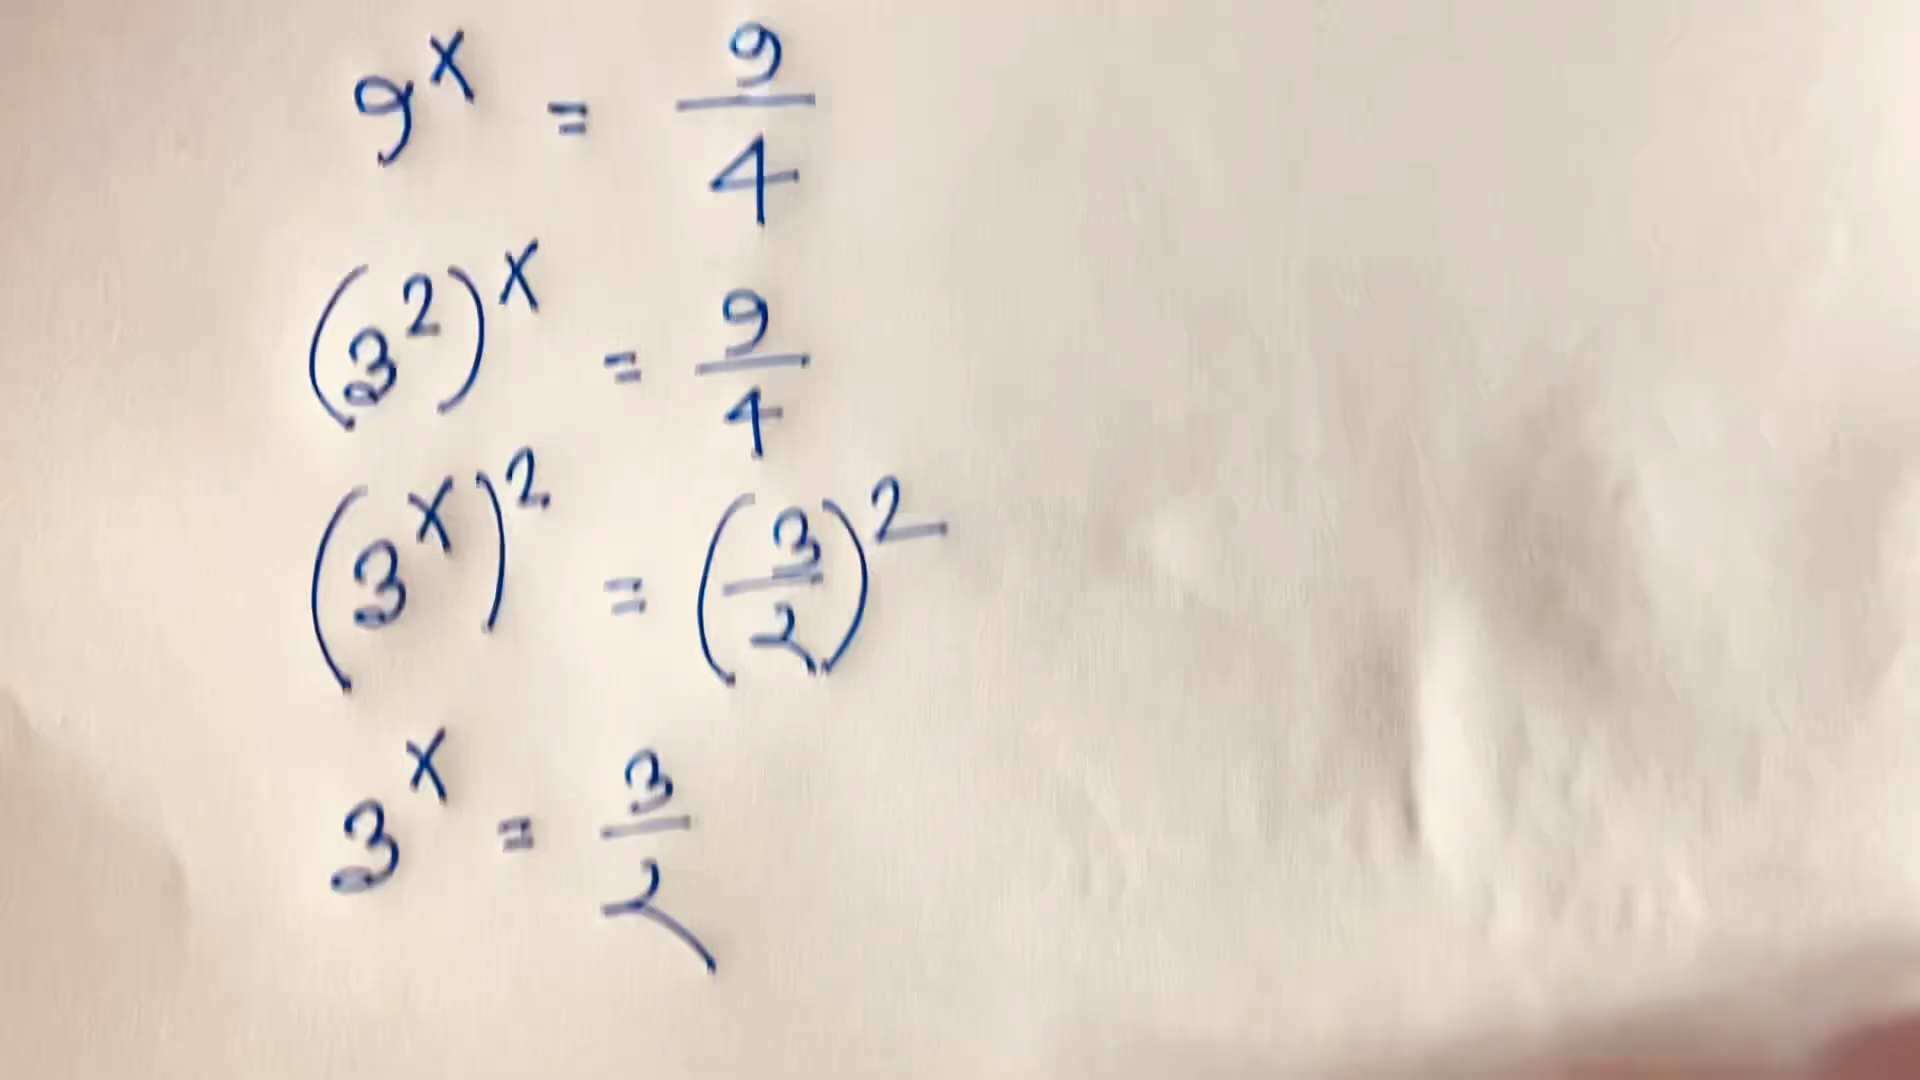 9^x = 9/4
(3^2)^x = 9/4
(3^x)^2 = (3/2)^2
3^x = 3/2